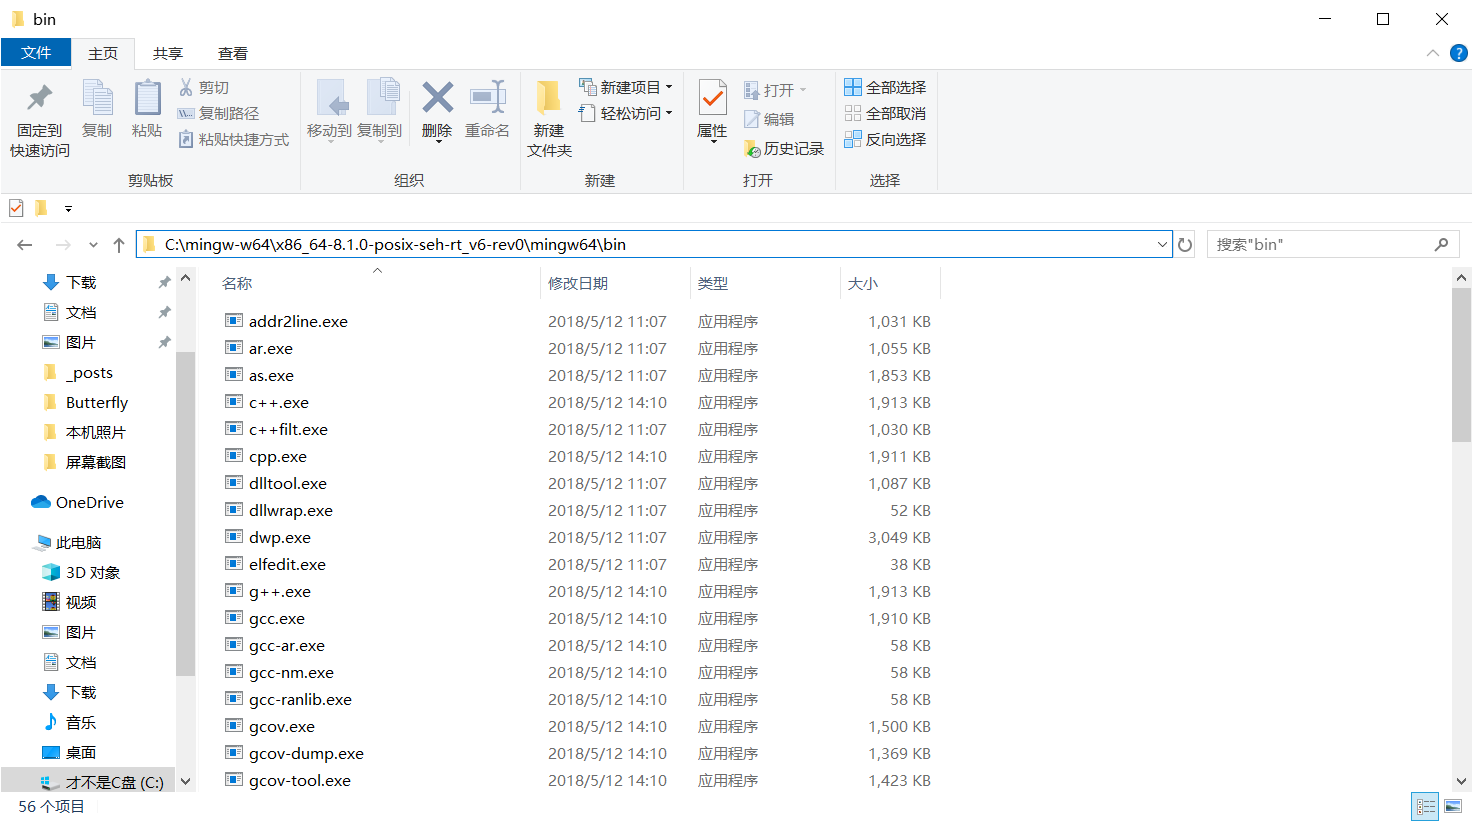 bin
文件 主页 共享 查看
固定到
快速访问
复制
粘贴
剪切
复制路径
粘贴快捷方式
剪贴板
移动到
复制到
删除
重命名
组织
新建
文件夹
新建项目
轻松访问
新建
属性
打开
编辑
历史记录
打开
全部选择
全部取消
反向选择
选择
C:\mingw-w64\x86_64-8.1.0-posix-seh-rt_v6-rev0\mingw64\bin
搜索"bin"
下载
文档
图片
_posts
Butterfly
本机照片
屏幕截图
OneDrive
此电脑
3D 对象
视频
图片
文档
下载
音乐
桌面
才不是C盘 (C:)
名称 修改日期 类型 大小
addr2line.exe 2018/5/12 11:07 应用程序 1,031 KB
ar.exe 2018/5/12 11:07 应用程序 1,055 KB
as.exe 2018/5/12 11:07 应用程序 1,853 KB
c++.exe 2018/5/12 14:10 应用程序 1,913 KB
c++filt.exe 2018/5/12 11:07 应用程序 1,030 KB
cpp.exe 2018/5/12 14:10 应用程序 1,911 KB
dlltool.exe 2018/5/12 11:07 应用程序 1,087 KB
dllwrap.exe 2018/5/12 11:07 应用程序 52 KB
dwp.exe 2018/5/12 11:07 应用程序 3,049 KB
elfedit.exe 2018/5/12 11:07 应用程序 38 KB
g++.exe 2018/5/12 14:10 应用程序 1,913 KB
gcc.exe 2018/5/12 14:10 应用程序 1,910 KB
gcc-ar.exe 2018/5/12 14:10 应用程序 58 KB
gcc-nm.exe 2018/5/12 14:10 应用程序 58 KB
gcc-ranlib.exe 2018/5/12 14:10 应用程序 58 KB
gcov.exe 2018/5/12 14:10 应用程序 1,500 KB
gcov-dump.exe 2018/5/12 14:10 应用程序 1,369 KB
gcov-tool.exe 2018/5/12 14:10 应用程序 1,423 KB
56 个项目